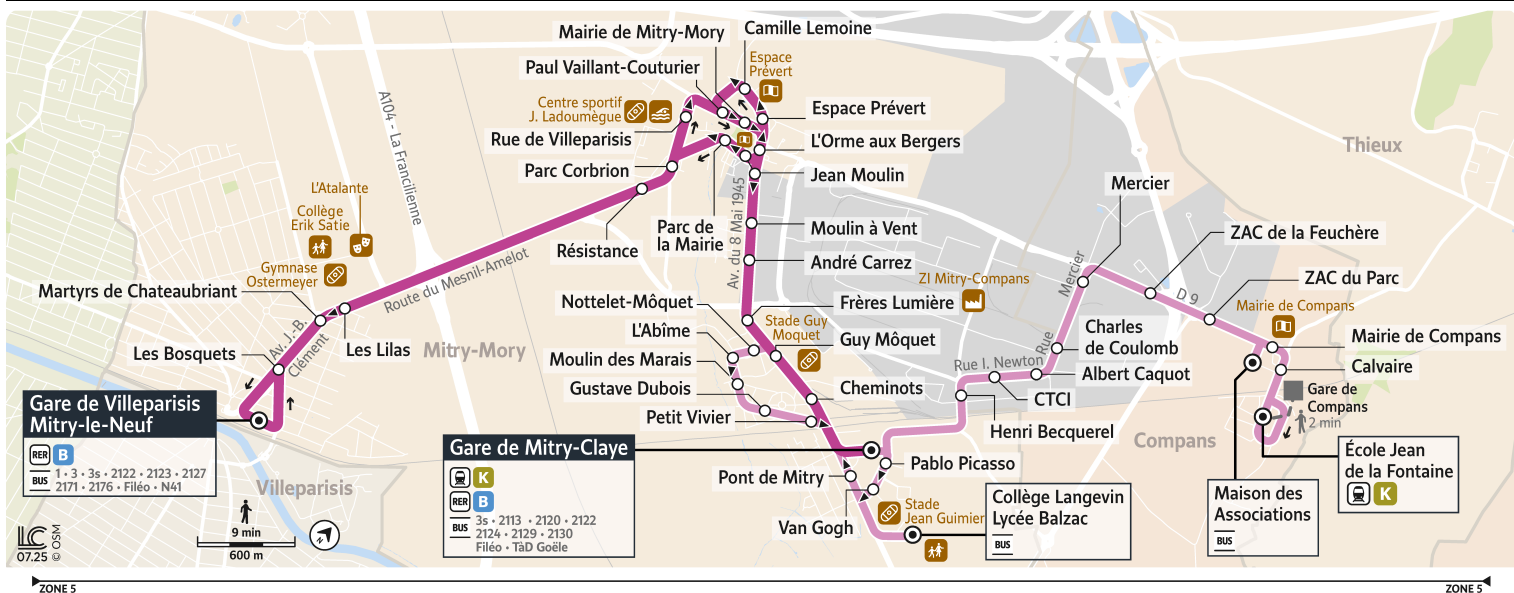 Mairie de Mitry-Mory
Camille Lemoine
Paul Vaillant-Couturier
Espace
Prévert
Centre sportif
J. Ladoumègue
Espace Prévert
Rue de Villeparisis
L'Orme aux Bergers
Parc Corbrion
Jean Moulin
A104 - La Francilienne
Thieux
Mercier
L'Atalante
Collège
Erik Satie
Parc de
la Mairie
Av. du 8 Mai 1945
Moulin à Vent
ZAC de la Feuchère
Résistance
André Carrez
Gymnase
Ostermeyer
Route du Mesnil-Amelot
ZI Mitry-Compans
Rue Mercier
D 9
ZAC du Parc
Martyrs de Chateaubriant
Nottelet-Môquet
Frères Lumière
Mairie de Compans
L'Abîme
Stade Guy
Moquet
Guy Môquet
Charles
de Coulomb
Mairie de Compans
Av. J.-B.
Clément
Les Lilas
Mitry-Mory
Les Bosquets
Moulin des Marais
Rue I. Newton
Albert Caquot
Calvaire
Gustave Dubois
Cheminots
CTCI
Gare de
Compans
2 min
Petit Vivier
Henri Becquerel
Compans
Gare de Villeparisis
Mitry-le-Neuf
RER B
BUS
1 • 3 • 3s • 2122 • 2123 • 2127
2171 • 2176 • Filéo • N41
Villeparisis
Gare de Mitry-Claye
K
RER B
BUS
3s • 2113 • 2120 • 2122
2124 • 2129 • 2130
Filéo • TàD Goële
Pont de Mitry
Pablo Picasso
Van Gogh
Stade
Jean Guimier
Collège Langevin
Lycée Balzac
BUS
Maison des
Associations
BUS
École Jean
de la Fontaine
K
9 min
600 m
LC
07.25
© OSM
ZONE 5
ZONE 5